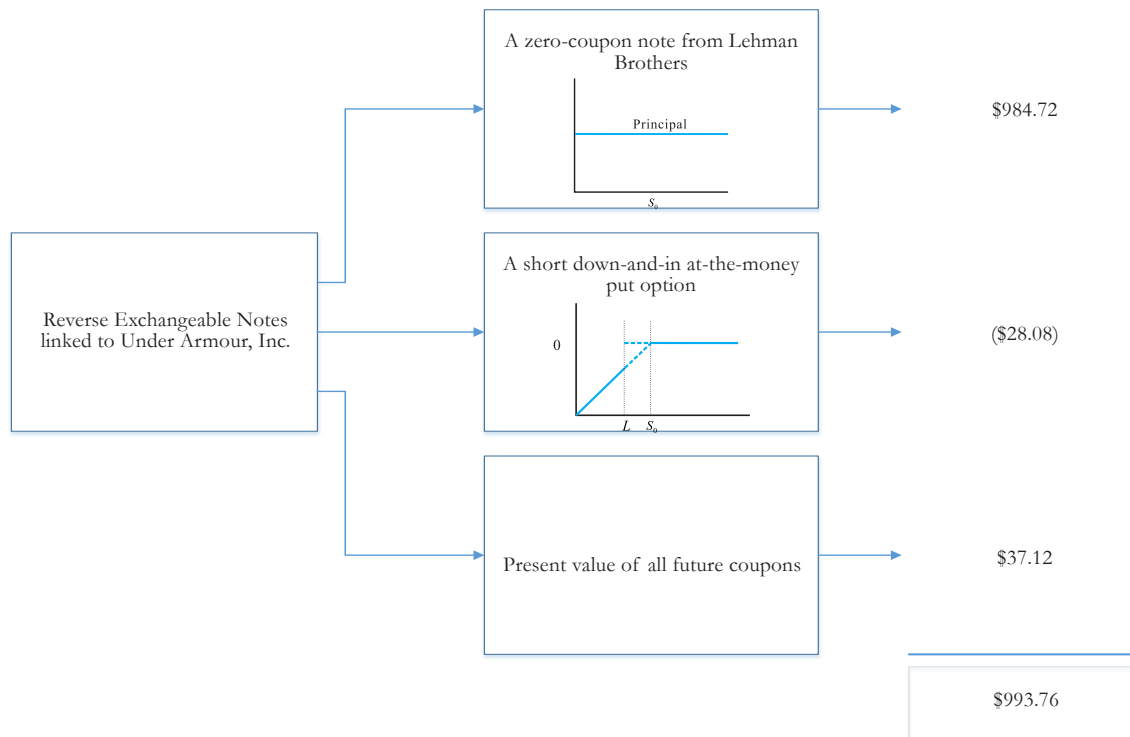 A zero-coupon note from Lehman
Brothers
Principal
S₀
$984.72
Reverse Exchangeable Notes
linked to Under Armour, Inc.
A short down-and-in at-the-money
put option
0
L S₀
($28.08)
Present value of all future coupons
$37.12
$993.76